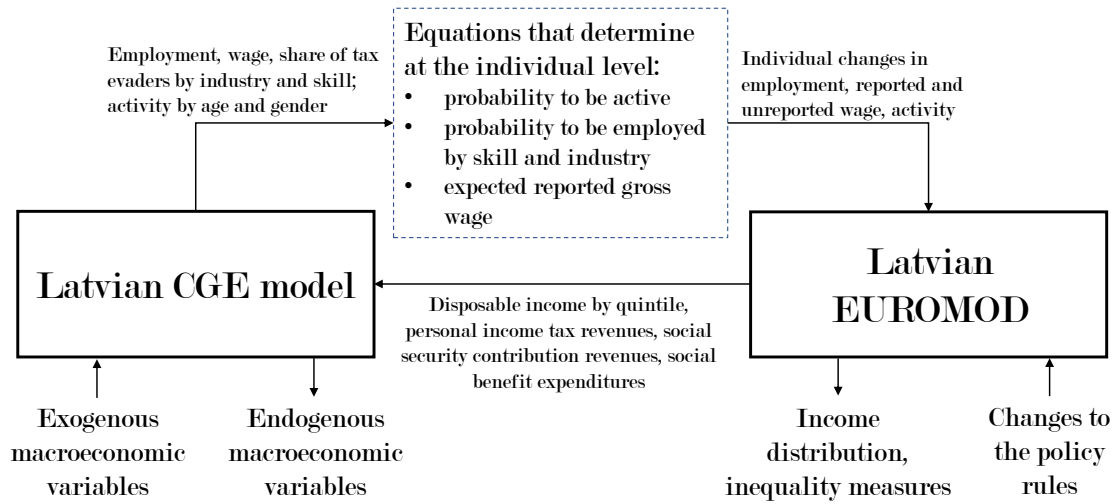 Employment, wage, share of tax
evaders by industry and skill;
activity by age and gender
Equations that determine
at the individual level:
• probability to be active
• probability to be employed
by skill and industry
• expected reported gross
wage
Individual changes in
employment, reported and
unreported wage, activity
Latvian CGE model
Latvian
EUROMOD
Disposable income by quintile,
personal income tax revenues, social
security contribution revenues, social
benefit expenditures
Exogenous
macroeconomic
variables
Endogenous
macroeconomic
variables
Income
distribution,
inequality measures
Changes to
the policy
rules